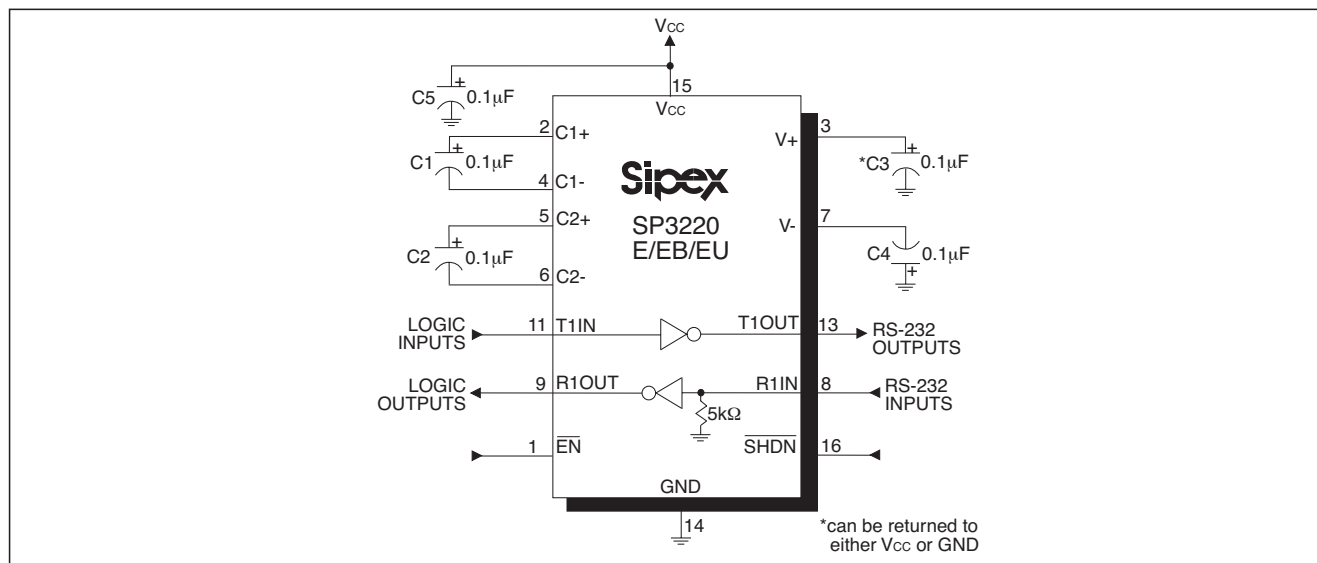 VCC
15
VCC
C5
+
0.1µF
2
C1+
C1
+
0.1µF
4
C1-
5
C2+
C2
+
0.1µF
6
C2-
V+
3
*C3
+
0.1µF
V-
7
C4
0.1µF
+
Sipex
SP3220
E/EB/EU
LOGIC
INPUTS
11
T1IN
T1OUT
13
RS-232
OUTPUTS
LOGIC
OUTPUTS
9
R1OUT
R1IN
8
RS-232
INPUTS
5kΩ
1
EN
SHDN
16
GND
14
*can be returned to
either VCC or GND